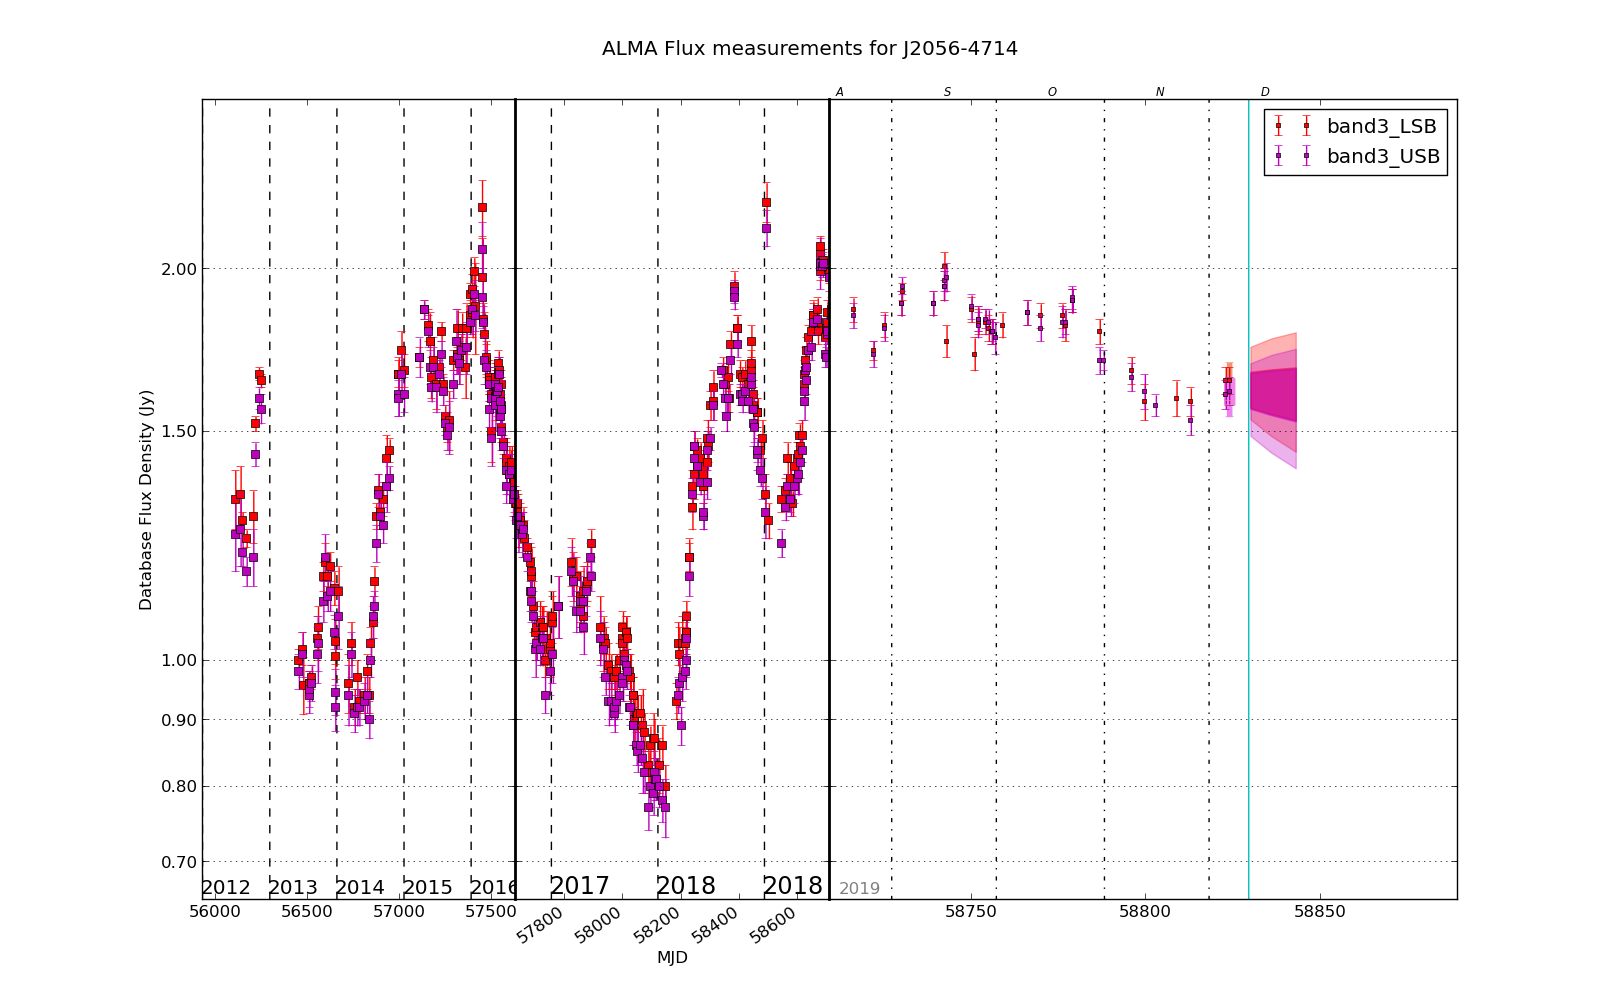 ALMA Flux measurements for J2056-4714
A S O N D
band3_LSB
band3_USB
2.00
1.50
1.00
0.90
0.80
0.70
Database Flux Density (Jy)
2012 2013 2014 2015 2016 2017 2018 2018 2019
56000 56500 57000 57500 57800 58000 58200 58400 58600 58750 58800 58850
MJD